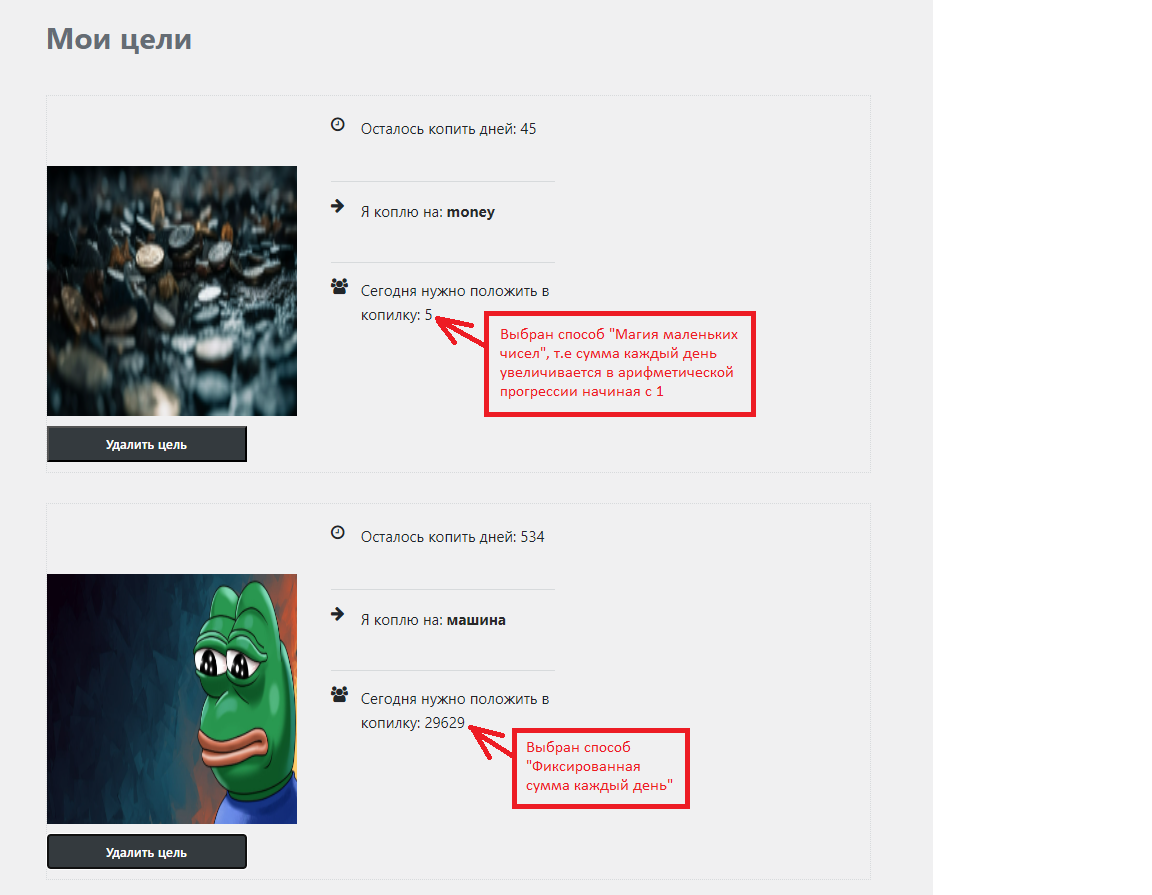 Мои цели
Осталось копить дней: 45
Я коплю на: money
Сегодня нужно положить в
копилку: 5
Выбран способ "Магия маленьких
чисел", т.е сумма каждый день
увеличивается в арифметической
прогрессии начиная с 1
Удалить цель
Осталось копить дней: 534
Я коплю на: машина
Сегодня нужно положить в
копилку: 29629
Выбран способ
"Фиксированная
сумма каждый день"
Удалить цель